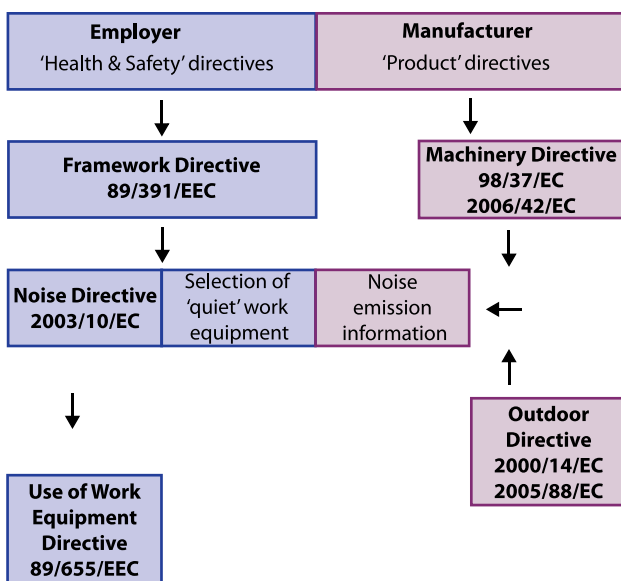 Employer
‘Health & Safety’ directives
Manufacturer
‘Product’ directives
Framework Directive
89/391/EEC
Machinery Directive
98/37/EC
2006/42/EC
Noise Directive
2003/10/EC
Selection of
‘quiet’ work
equipment
Noise
emission
information
Outdoor
Directive
2000/14/EC
2005/88/EC
Use of Work
Equipment
Directive
89/655/EEC